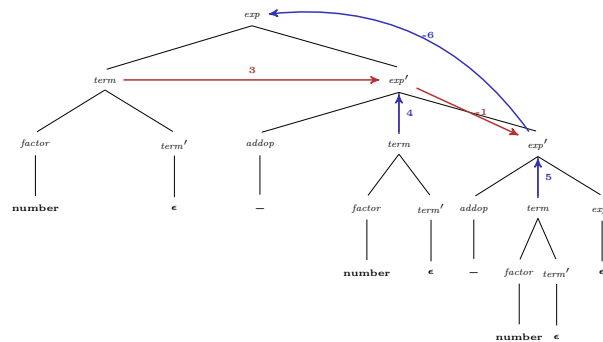 exp
-6
term 3 exp′
-1
4
factor term′ addop term exp′
5
number ϵ − factor term′ addop term
number ϵ − factor term′ ϵ
number ϵ